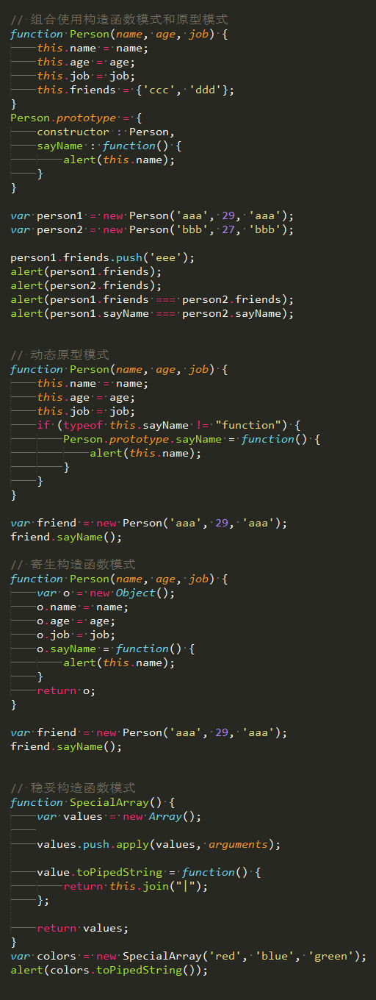 // 组合使用构造函数模式和原型模式
function Person(name, age, job) {
    this.name = name;
    this.age = age;
    this.job = job;
    this.friends = {'ccc', 'ddd'};
}
Person.prototype = {
    constructor : Person,
    sayName : function() {
        alert(this.name);
    }
}

var person1 = new Person('aaa', 29, 'aaa');
var person2 = new Person('bbb', 27, 'bbb');

person1.friends.push('eee');
alert(person1.friends);
alert(person2.friends);
alert(person1.friends === person2.friends);
alert(person1.sayName === person2.sayName);


// 动态原型模式
function Person(name, age, job) {
    this.name = name;
    this.age = age;
    this.job = job;
    if (typeof this.sayName != "function") {
        Person.prototype.sayName = function() {
            alert(this.name);
        }
    }
}

var friend = new Person('aaa', 29, 'aaa');
friend.sayName();

// 寄生构造函数模式
function Person(name, age, job) {
    var o = new Object();
    o.name = name;
    o.age = age;
    o.job = job;
    o.sayName = function() {
        alert(this.name);
    }
    return o;
}

var friend = new Person('aaa', 29, 'aaa');
friend.sayName();


// 稳妥构造函数模式
function SpecialArray() {
    var values = new Array();

    values.push.apply(values, arguments);

    value.toPipedString = function() {
        return this.join("|");
    };

    return values;
}
var colors = new SpecialArray('red', 'blue', 'green');
alert(colors.toPipedString());